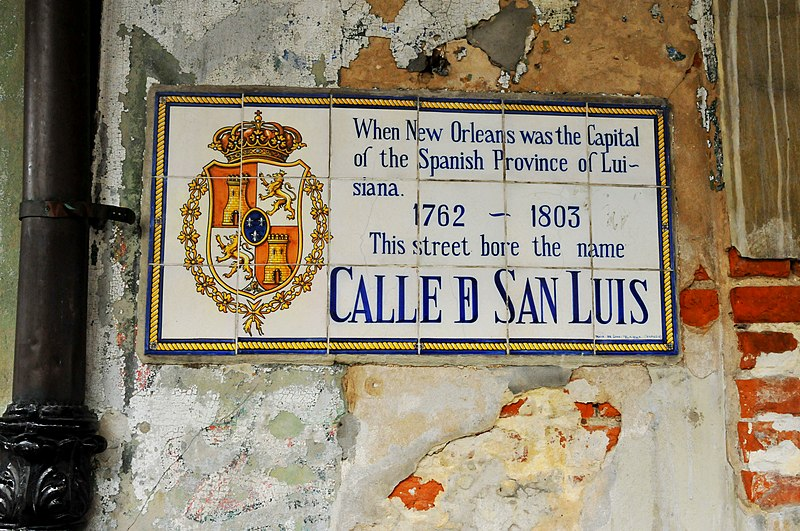 When New Orleans was the Capital
of the Spanish Province of Lui-
siana.
1762 ~ 1803
This street bore the name
CALLE D SAN LUIS